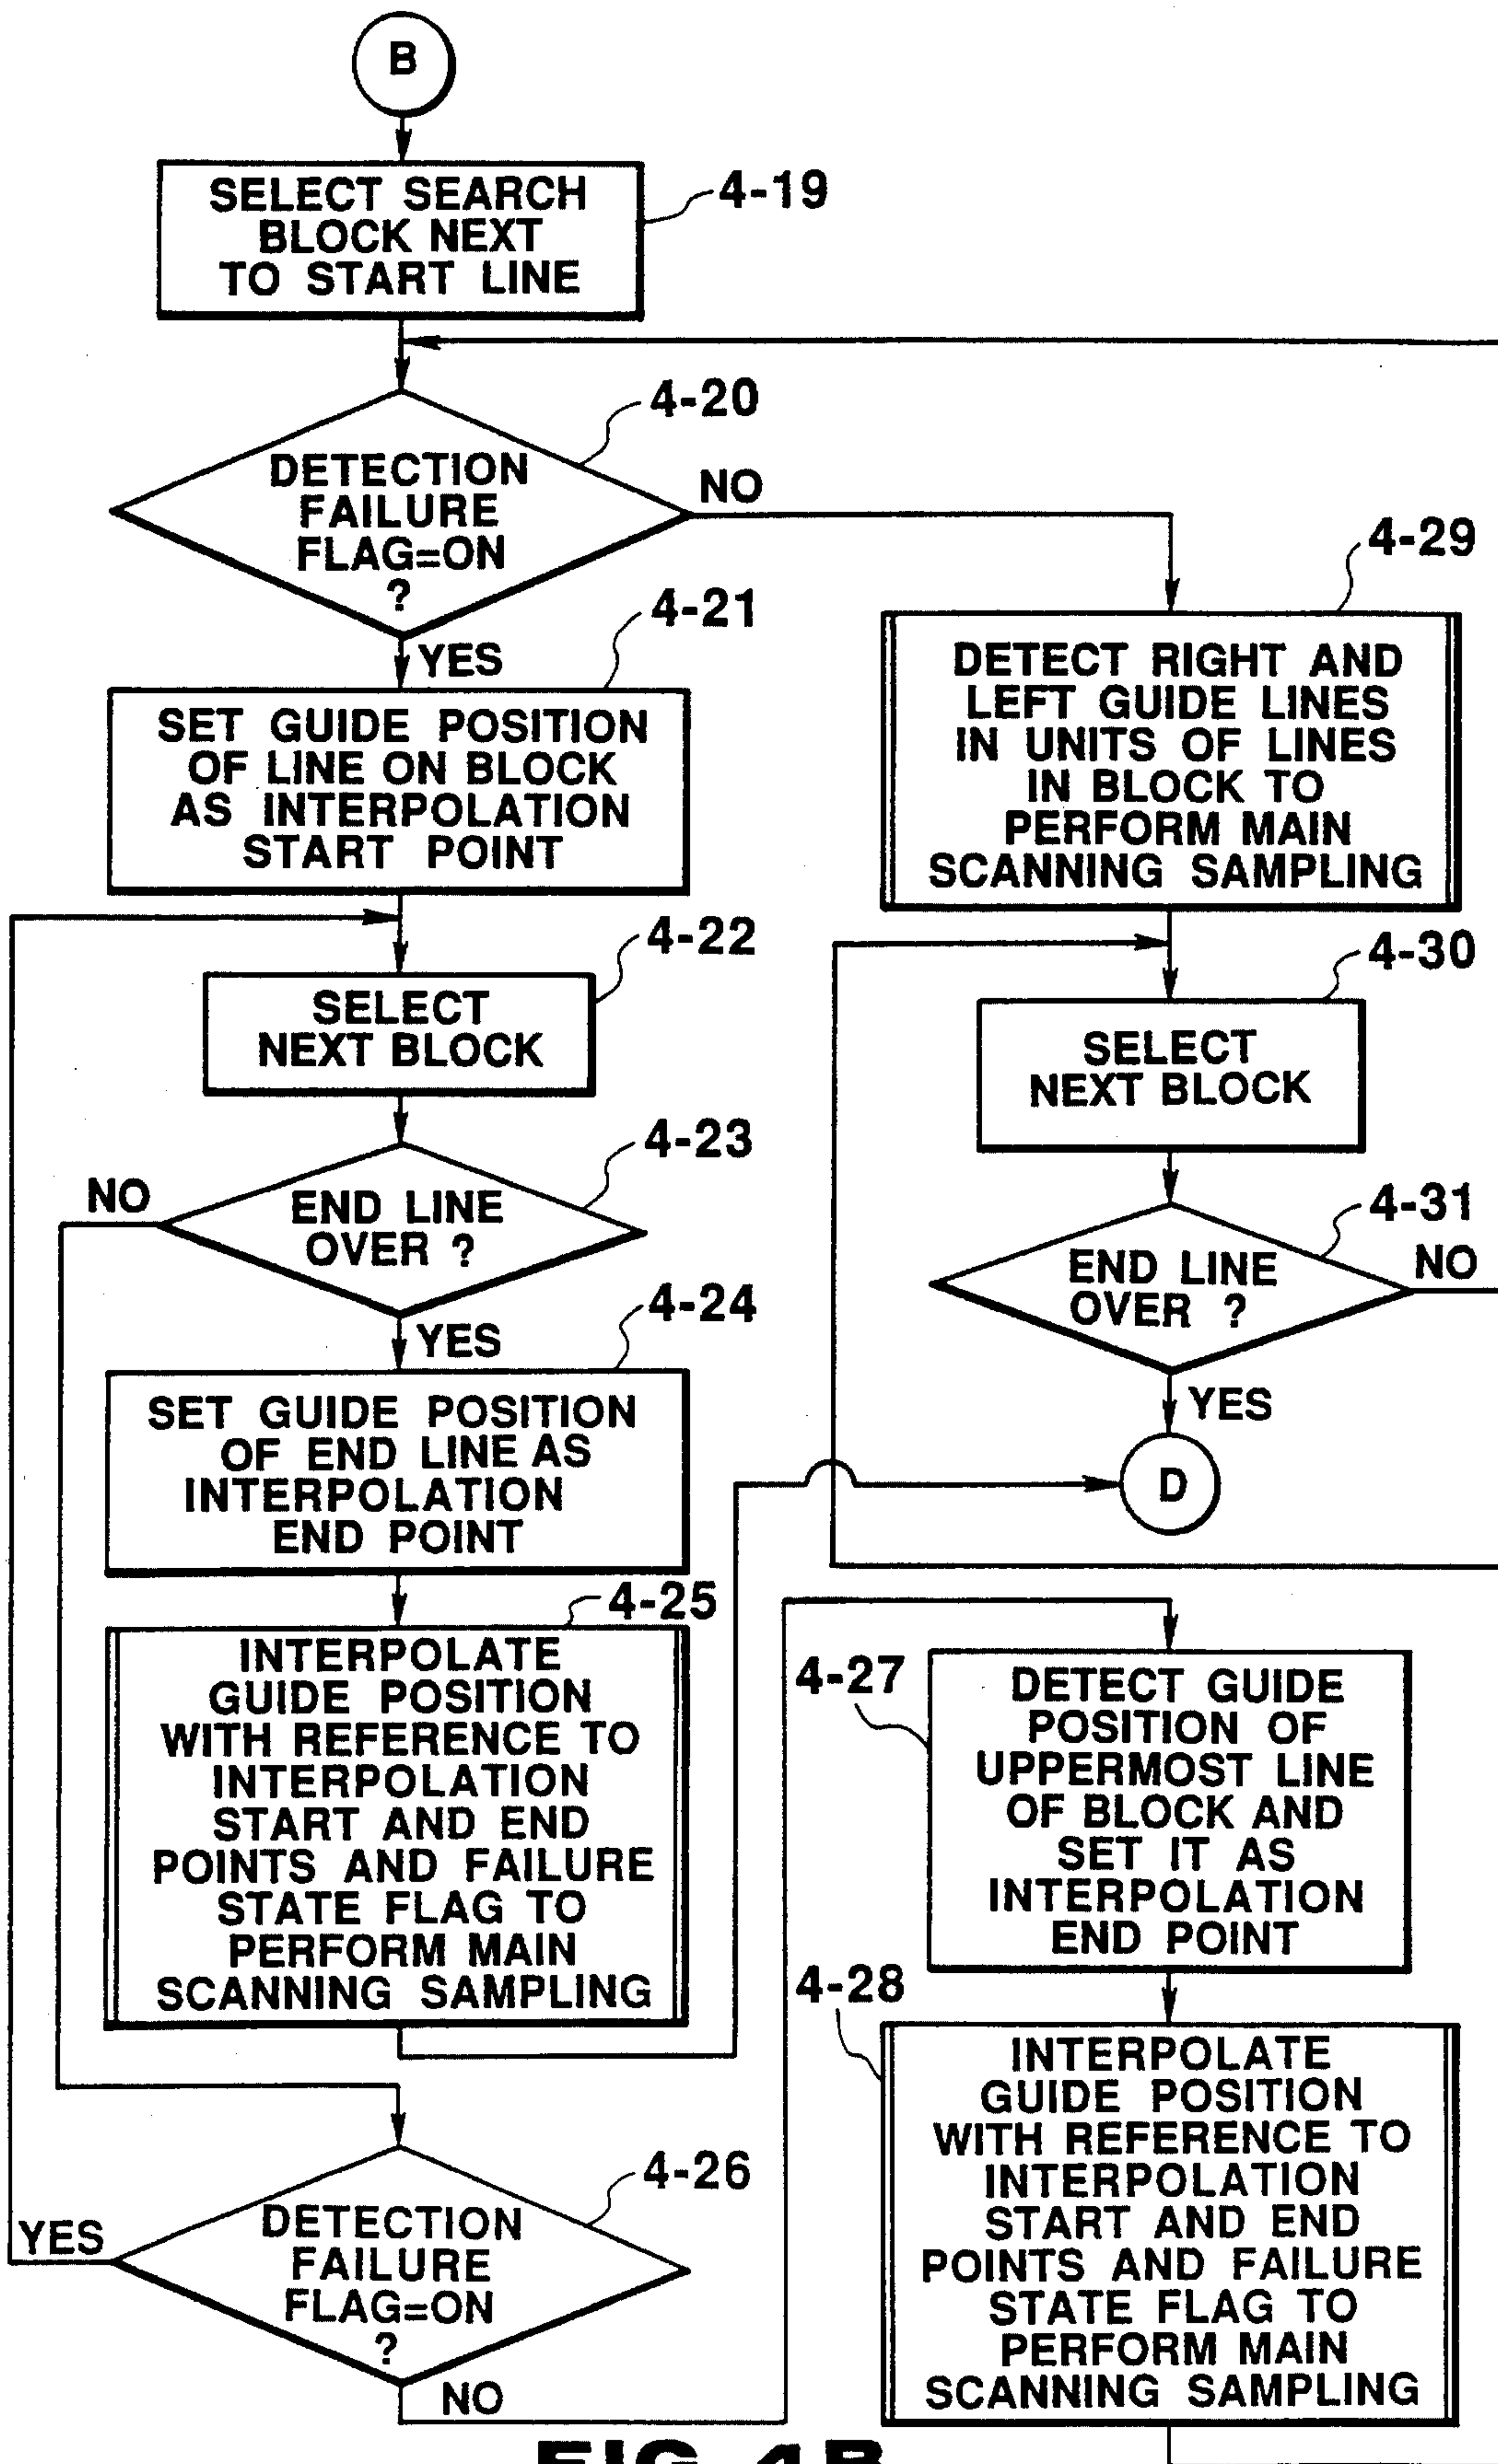 B
SELECT SEARCH
BLOCK NEXT
TO START LINE
4-19
4-20
DETECTION
FAILURE
FLAG=ON
?
NO
YES
4-21
SET GUIDE POSITION
OF LINE ON BLOCK
AS INTERPOLATION
START POINT
4-22
SELECT
NEXT BLOCK
4-23
END LINE
OVER ?
NO
YES
4-24
SET GUIDE POSITION
OF END LINE AS
INTERPOLATION
END POINT
4-25
INTERPOLATE
GUIDE POSITION
WITH REFERENCE TO
INTERPOLATION
START AND END
POINTS AND FAILURE
STATE FLAG TO
PERFORM MAIN
SCANNING SAMPLING
4-26
DETECTION
FAILURE
FLAG=ON
?
YES
NO
4-29
DETECT RIGHT AND
LEFT GUIDE LINES
IN UNITS OF LINES
IN BLOCK TO
PERFORM MAIN
SCANNING SAMPLING
4-30
SELECT
NEXT BLOCK
4-31
END LINE
OVER ?
NO
YES
D
4-27
DETECT GUIDE
POSITION OF
UPPERMOST LINE
OF BLOCK AND
SET IT AS
INTERPOLATION
END POINT
4-28
INTERPOLATE
GUIDE POSITION
WITH REFERENCE TO
INTERPOLATION
START AND END
POINTS AND FAILURE
STATE FLAG TO
PERFORM MAIN
SCANNING SAMPLING
FIG. 4B